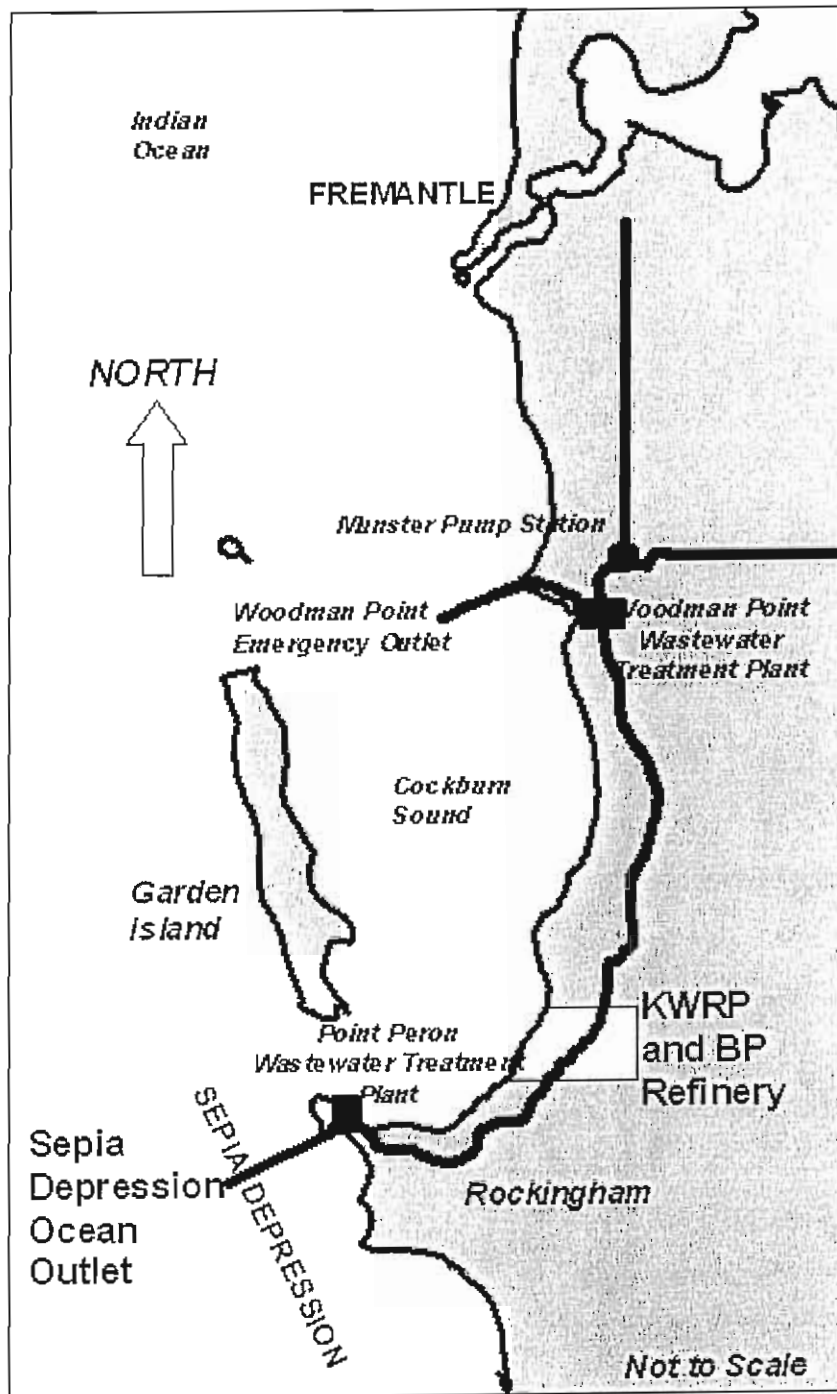 Indian
Ocean
FREMANTLE
NORTH
Munster Pump Station
Woodman Point
Emergency Outlet
Woodman Point
Wastewater
Treatment Plant
Cockburn
Sound
Garden
Island
KWRP
and BP
Refinery
Point Peron
Wastewater Treatment
Plant
Sepia
Depression
Ocean
Outlet
SEPIA DEPRESSION
Rockingham
Not to Scale